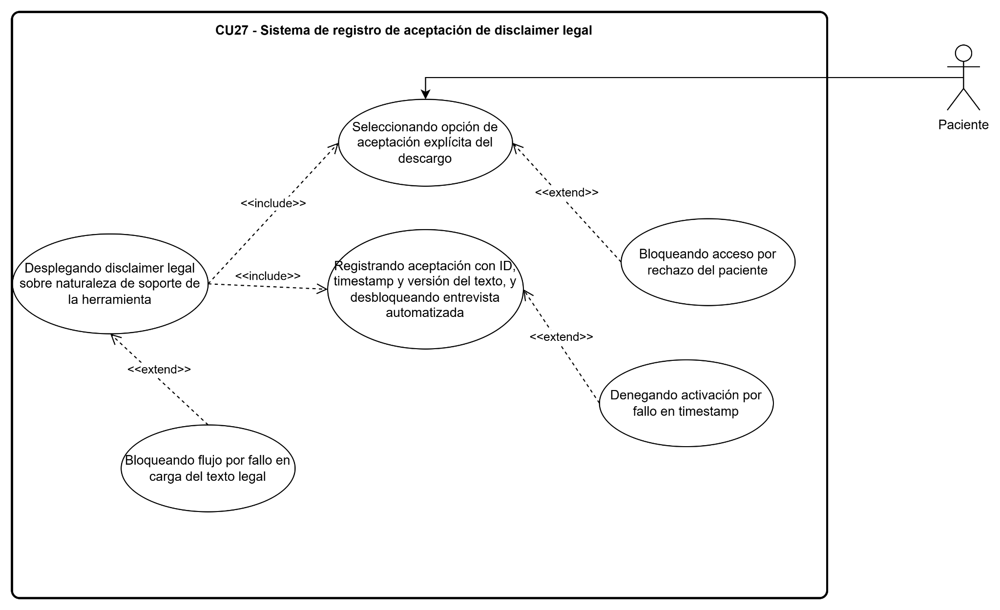 CU27 - Sistema de registro de aceptación de disclaimer legal
Paciente
Seleccionando opción de
aceptación explícita del
descargo
<<include>>
<<extend>>
Desplegando disclaimer legal
sobre naturaleza de soporte de
la herramienta
<<include>>
Registrando aceptación con ID,
timestamp y versión del texto, y
desbloqueando entrevista
automatizada
Bloqueando acceso por
rechazo del paciente
<<extend>>
<<extend>>
Denegando activación por
fallo en timestamp
Bloqueando flujo por fallo en
carga del texto legal